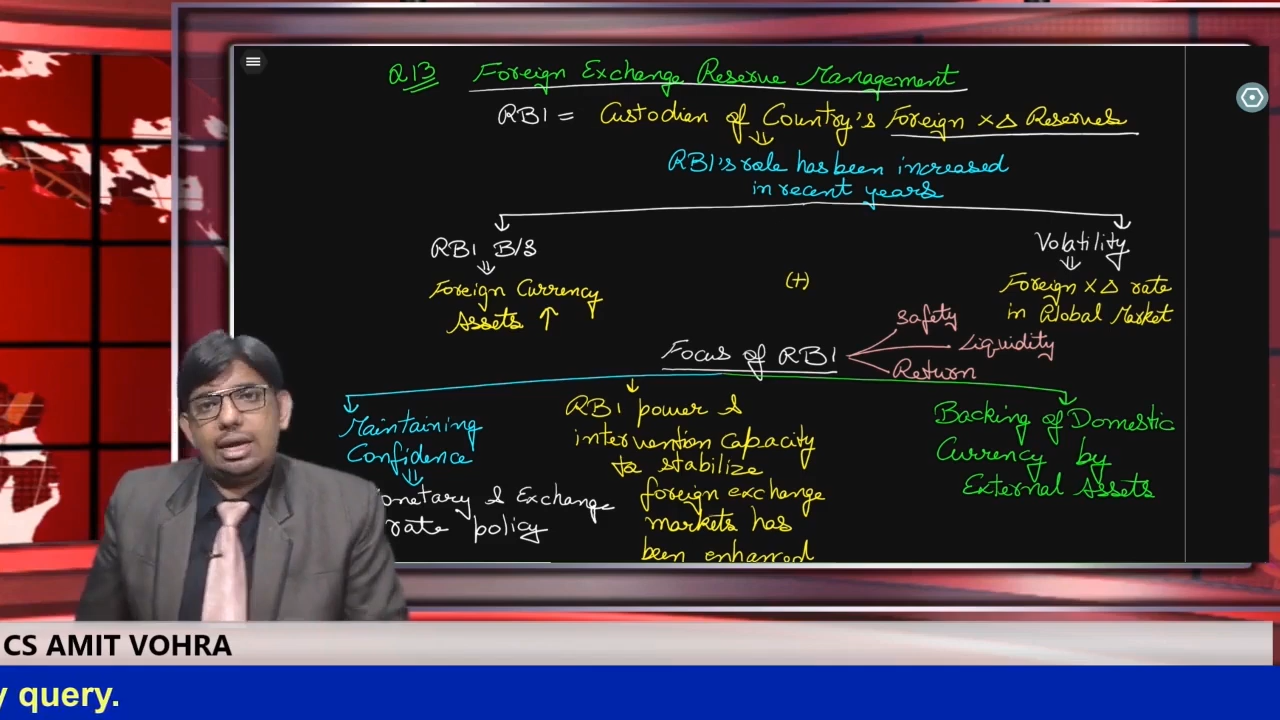 Q13 Foreign Exchange Reserve Management
RBI = Custodian of Country's Foreign x∆ Reserves
⇓
RBI's role has been increased
in recent years
RBI B/S
⇓
Foreign Currency
Assets ↑
(+)
Volatility
⇓
Foreign x∆ rate
in Global Market
Focus of RBI
Safety
Liquidity
Return
Maintaining
Confidence
⇓
onetary & Exchange
rate policy
RBI power &
intervention capacity
to stabilize
foreign exchange
markets has
been enhanced
Backing of Domestic
Currency by
External Assets
CS AMIT VOHRA
y query.